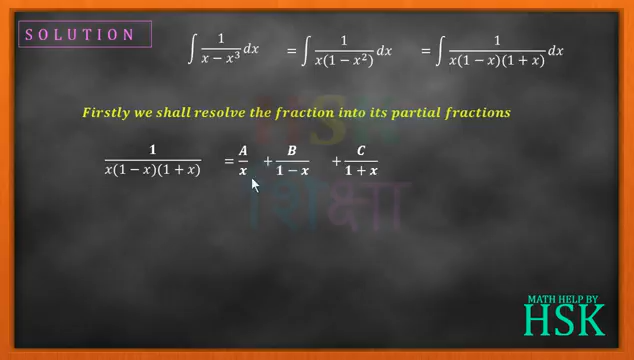 SOLUTION
∫ 1/(x − x³) dx = ∫ 1/(x(1 − x²)) dx = ∫ 1/(x(1 − x)(1 + x)) dx
Firstly we shall resolve the fraction into its partial fractions
1/(x(1 − x)(1 + x)) = A/x + B/(1 − x) + C/(1 + x)
HSK
शिक्षा
MATH HELP BY
HSK